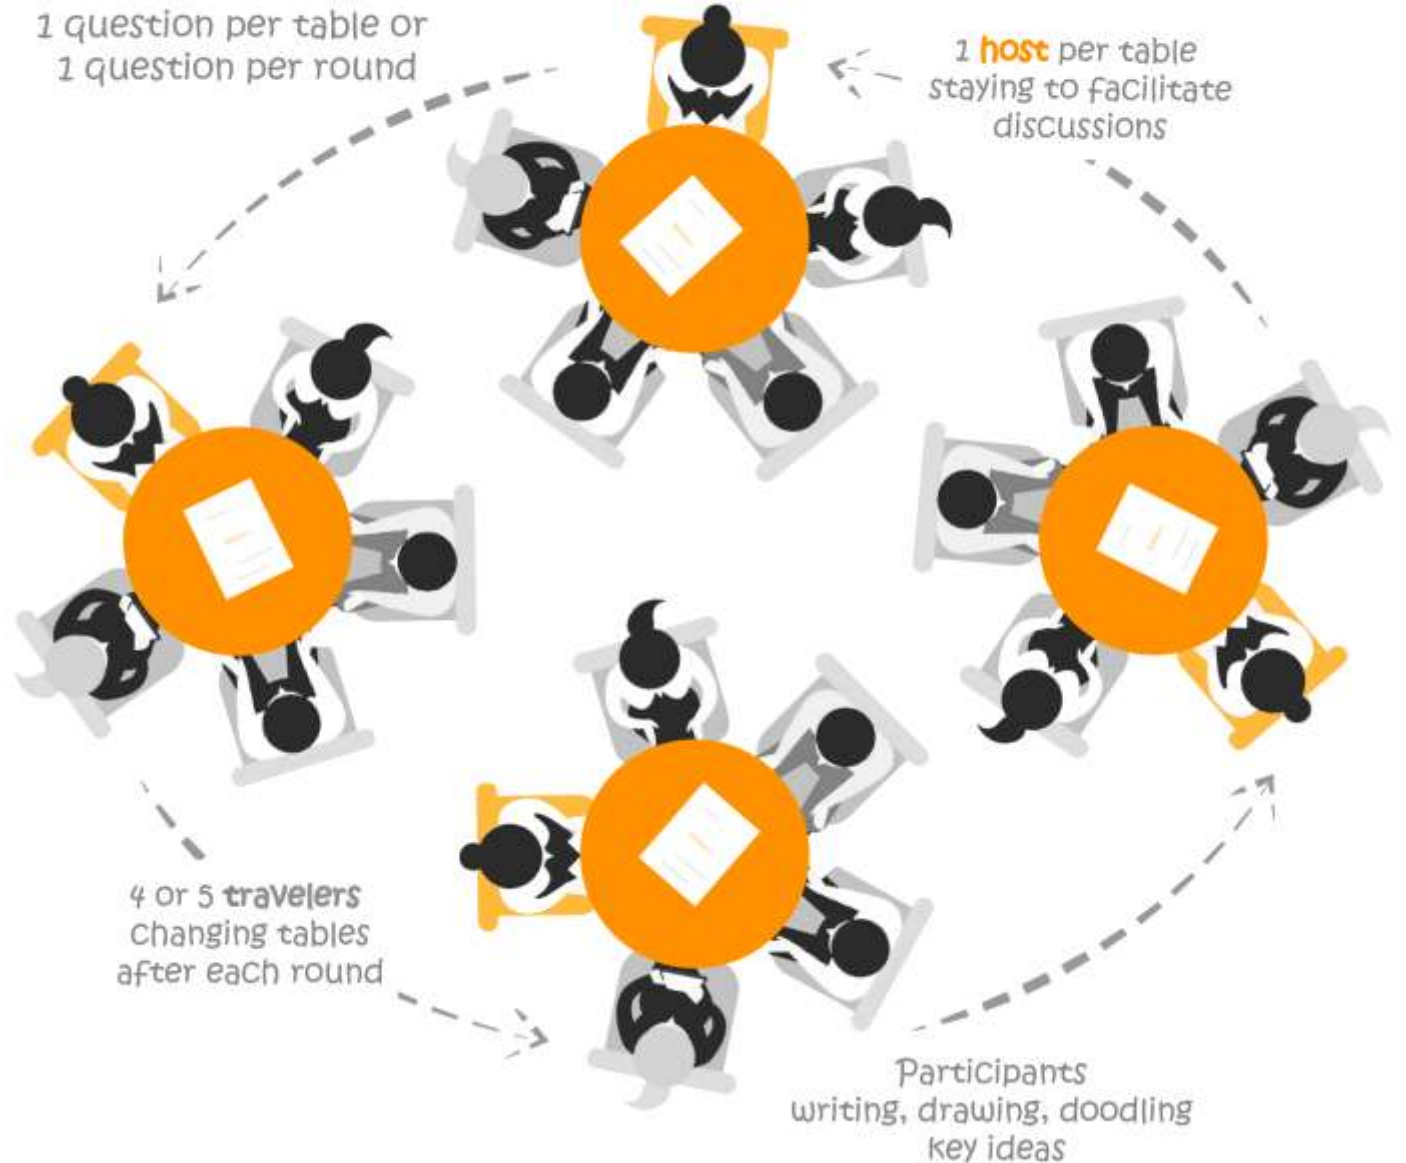 1 question per table or
1 question per round
1 host per table
staying to facilitate
discussions
4 or 5 travelers
changing tables
after each round
Participants
writing, drawing, doodling
key ideas